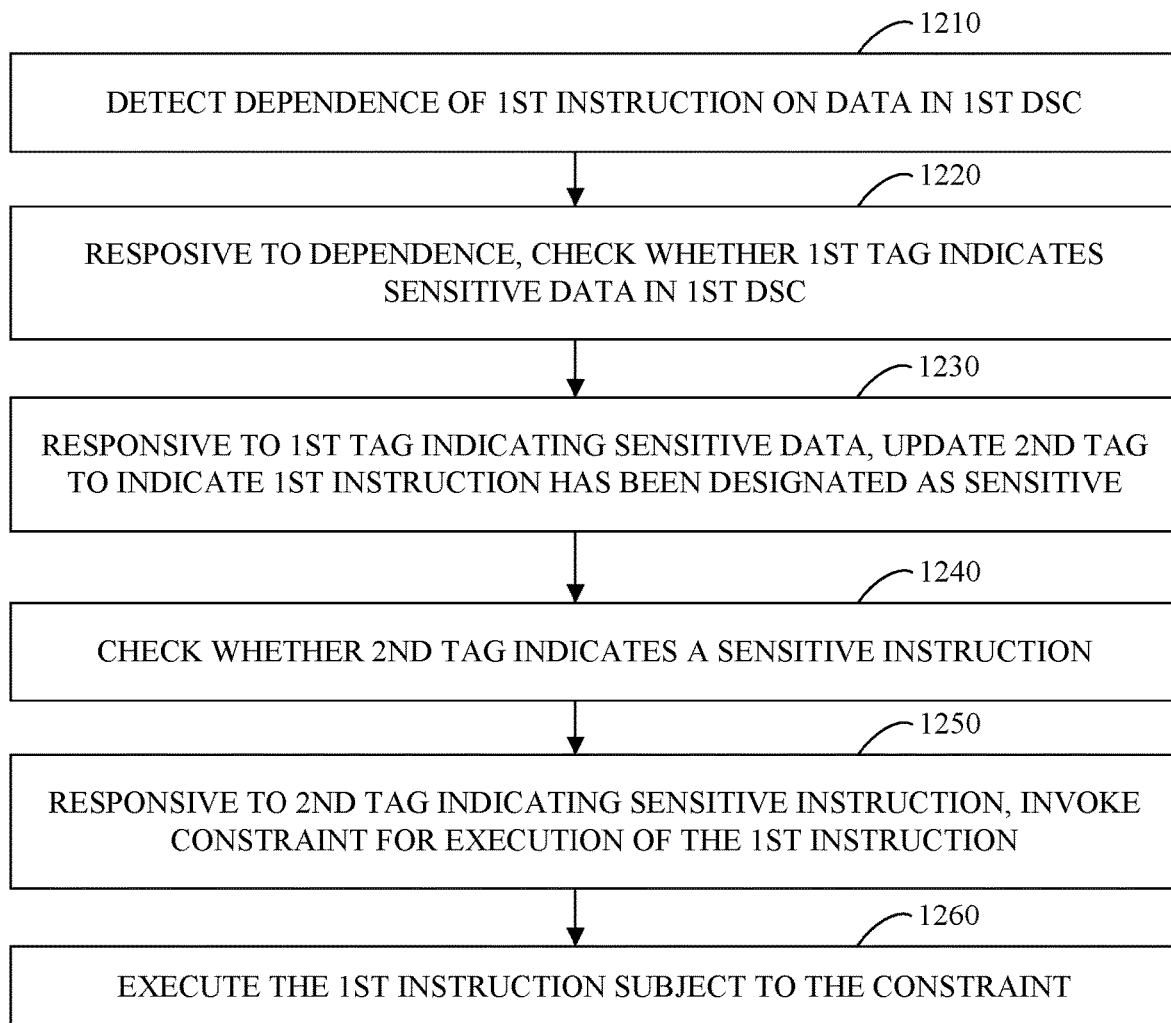 1210
DETECT DEPENDENCE OF 1ST INSTRUCTION ON DATA IN 1ST DSC
1220
RESPOSIVE TO DEPENDENCE, CHECK WHETHER 1ST TAG INDICATES
SENSITIVE DATA IN 1ST DSC
1230
RESPONSIVE TO 1ST TAG INDICATING SENSITIVE DATA, UPDATE 2ND TAG
TO INDICATE 1ST INSTRUCTION HAS BEEN DESIGNATED AS SENSITIVE
1240
CHECK WHETHER 2ND TAG INDICATES A SENSITIVE INSTRUCTION
1250
RESPONSIVE TO 2ND TAG INDICATING SENSITIVE INSTRUCTION, INVOKE
CONSTRAINT FOR EXECUTION OF THE 1ST INSTRUCTION
1260
EXECUTE THE 1ST INSTRUCTION SUBJECT TO THE CONSTRAINT